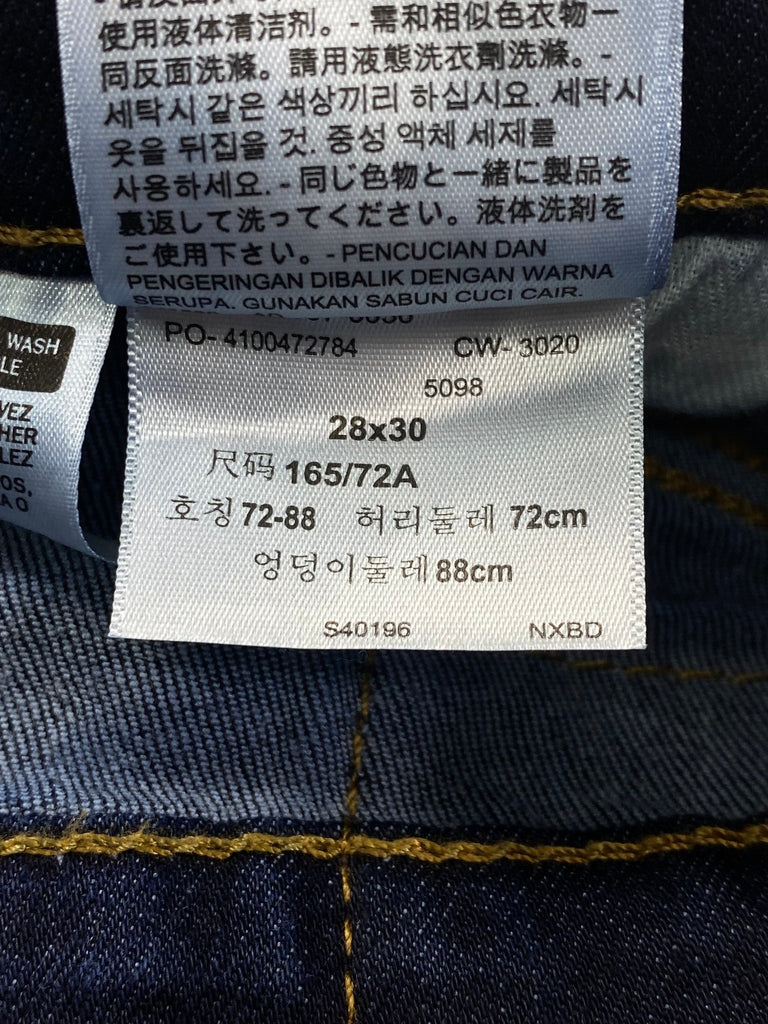 使用液体清洁剂。- 需和相似色衣物一
同反面洗滌。請用液態洗衣劑洗滌。-
세탁시 같은 색상끼리 하십시요. 세탁시
옷을 뒤집을 것. 중성 액체 세제를
사용하세요. - 同じ色物と一緒に製品を
裏返して洗ってください。液体洗剤を
ご使用下さい。- PENCUCIAN DAN
PENGERINGAN DIBALIK DENGAN WARNA
SERUPA. GUNAKAN SABUN CUCI CAIR.
WASH
LE
VEZ
HER
LEZ
OS,
AO
PO- 4100472784 CW- 3020
5098
28x30
尺码 165/72A
호칭 72-88 허리둘레 72cm
엉덩이둘레 88cm
S40196 NXBD